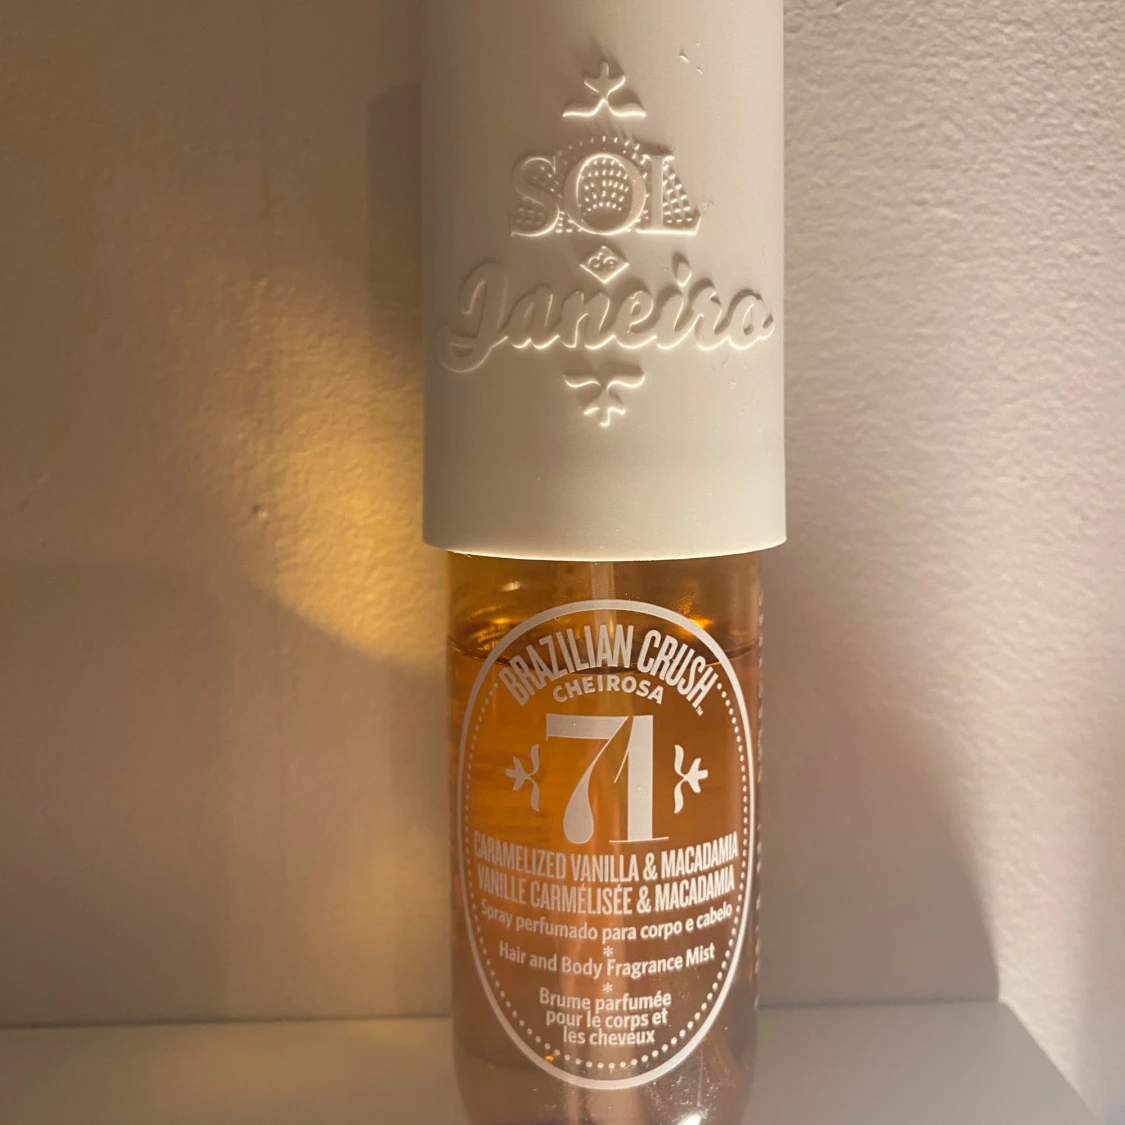 SOL
de
Janeiro
BRAZILIAN CRUSH™
CHEIROSA
71
CARAMELIZED VANILLA & MACADAMIA
VANILLE CARMÉLISÉE & MACADAMIA
Spray perfumado para corpo e cabelo
*
Hair and Body Fragrance Mist
*
Brume parfumée
pour le corps et
les cheveux